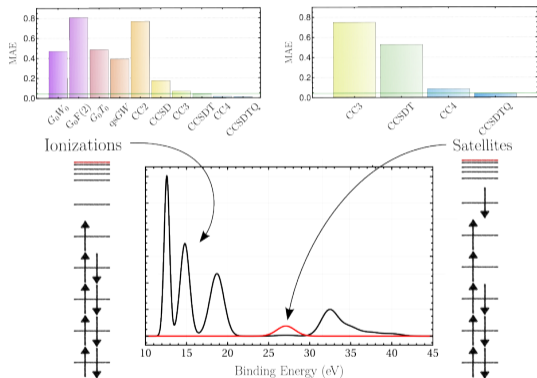 MAE
0.8
0.6
0.4
0.2
0.0
G₀W₀
G₀F(2)
G₀T₀
qsGW
CC2
CCSD
CC3
CCSDT
CC4
CCSDTQ
MAE
0.8
0.6
0.4
0.2
0.0
CC3
CCSDT
CC4
CCSDTQ
Ionizations
Satellites
10 15 20 25 30 35 40 45
Binding Energy (eV)